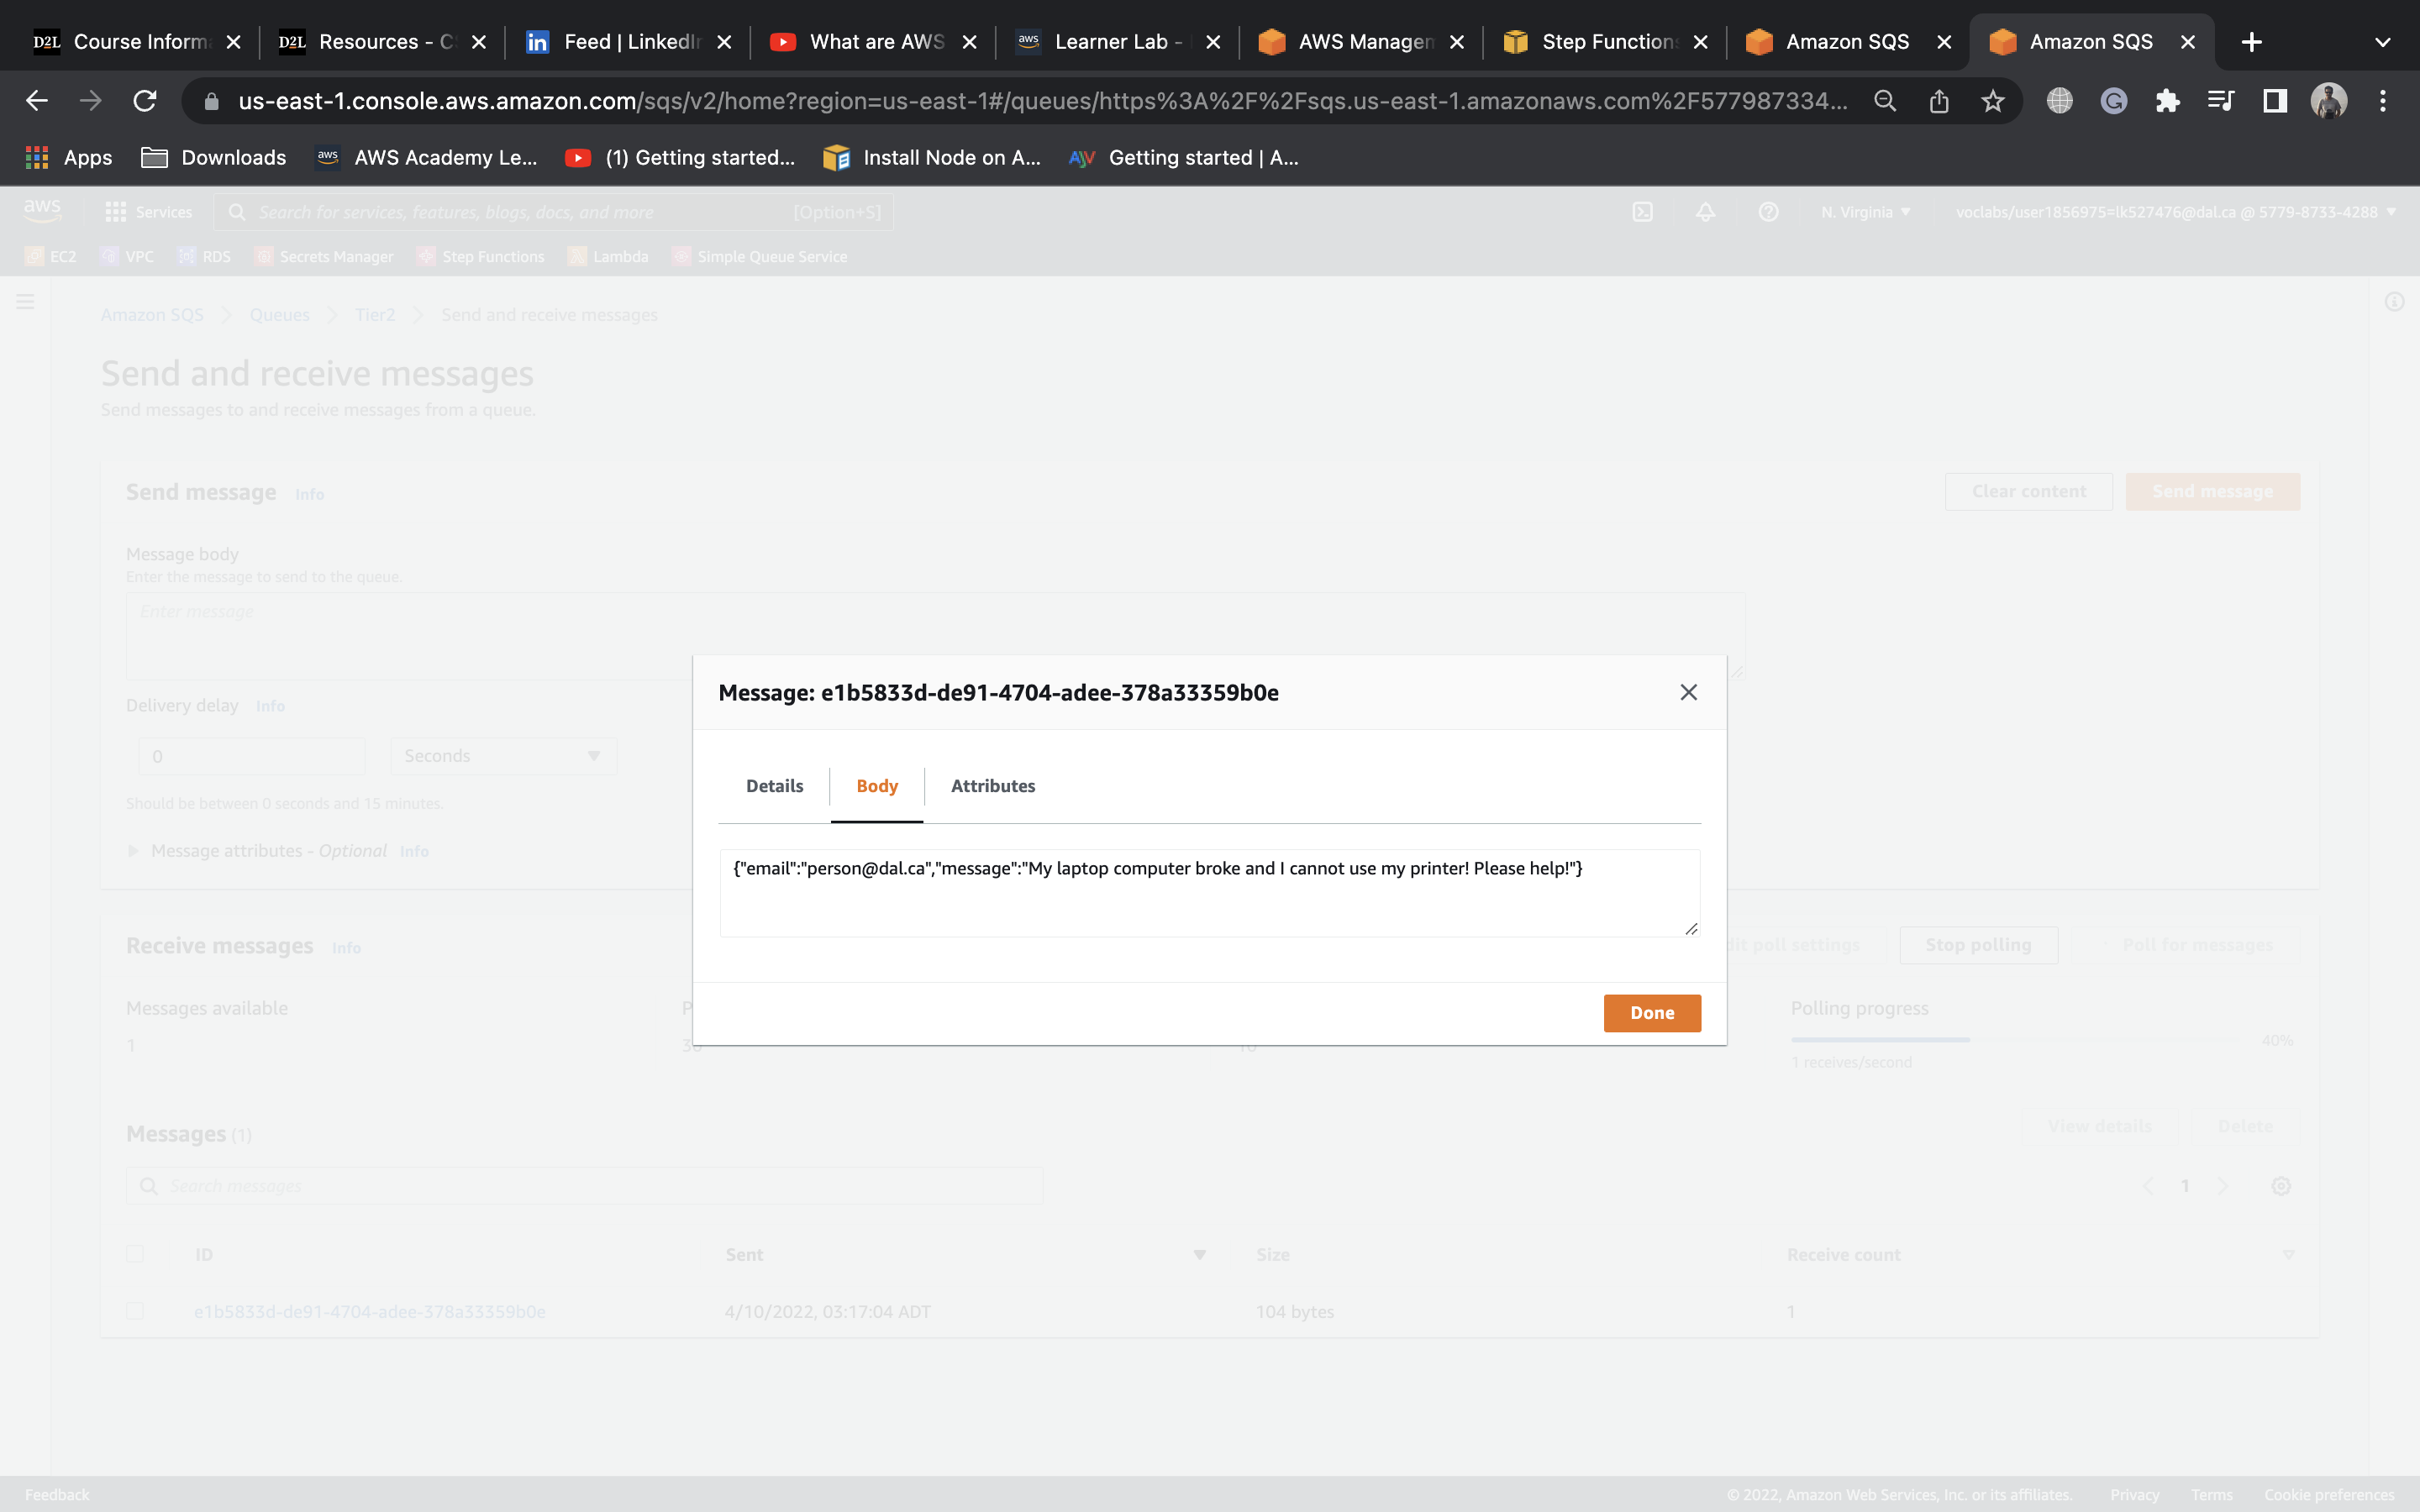 D2L Course Inform
D2L Resources - C
in Feed | LinkedIn
What are AWS
aws Learner Lab -
AWS Managem
Step Functions
Amazon SQS
Amazon SQS
us-east-1.console.aws.amazon.com/sqs/v2/home?region=us-east-1#/queues/https%3A%2F%2Fsqs.us-east-1.amazonaws.com%2F577987334...
Apps
Downloads
aws AWS Academy Le...
(1) Getting started...
Install Node on A...
AJV Getting started | A...
aws Services Search for services, features, blogs, docs, and more [Option+S] N. Virginia voclabs/user1856975=lk527476@dal.ca @ 5779-8733-4288
EC2 VPC RDS Secrets Manager Step Functions Lambda Simple Queue Service
Amazon SQS > Queues > Tier2 > Send and receive messages
Send and receive messages
Send messages to and receive messages from a queue.
Send message Info Clear content Send message
Message body
Enter the message to send to the queue.
Enter message
Delivery delay Info
0 Seconds
Should be between 0 seconds and 15 minutes.
Message attributes - Optional Info
Message: e1b5833d-de91-4704-adee-378a33359b0e
Details Body Attributes
{"email":"person@dal.ca","message":"My laptop computer broke and I cannot use my printer! Please help!"}
Done
Receive messages Info dit poll settings Stop polling Poll for messages
Messages available P Polling progress
1 30 10 40%
1 receives/second
Messages (1) View details Delete
Search messages 1
ID Sent Size Receive count
e1b5833d-de91-4704-adee-378a33359b0e 4/10/2022, 03:17:04 ADT 104 bytes 1
Feedback © 2022, Amazon Web Services, Inc. or its affiliates. Privacy Terms Cookie preferences